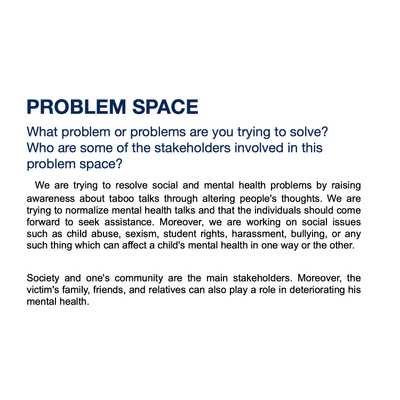 PROBLEM SPACE
What problem or problems are you trying to solve?
Who are some of the stakeholders involved in this
problem space?
We are trying to resolve social and mental health problems by raising
awareness about taboo talks through altering people's thoughts. We are
trying to normalize mental health talks and that the individuals should come
forward to seek assistance. Moreover, we are working on social issues
such as child abuse, sexism, student rights, harassment, bullying, or any
such thing which can affect a child's mental health in one way or the other.
Society and one's community are the main stakeholders. Moreover, the
victim's family, friends, and relatives can also play a role in deteriorating his
mental health.